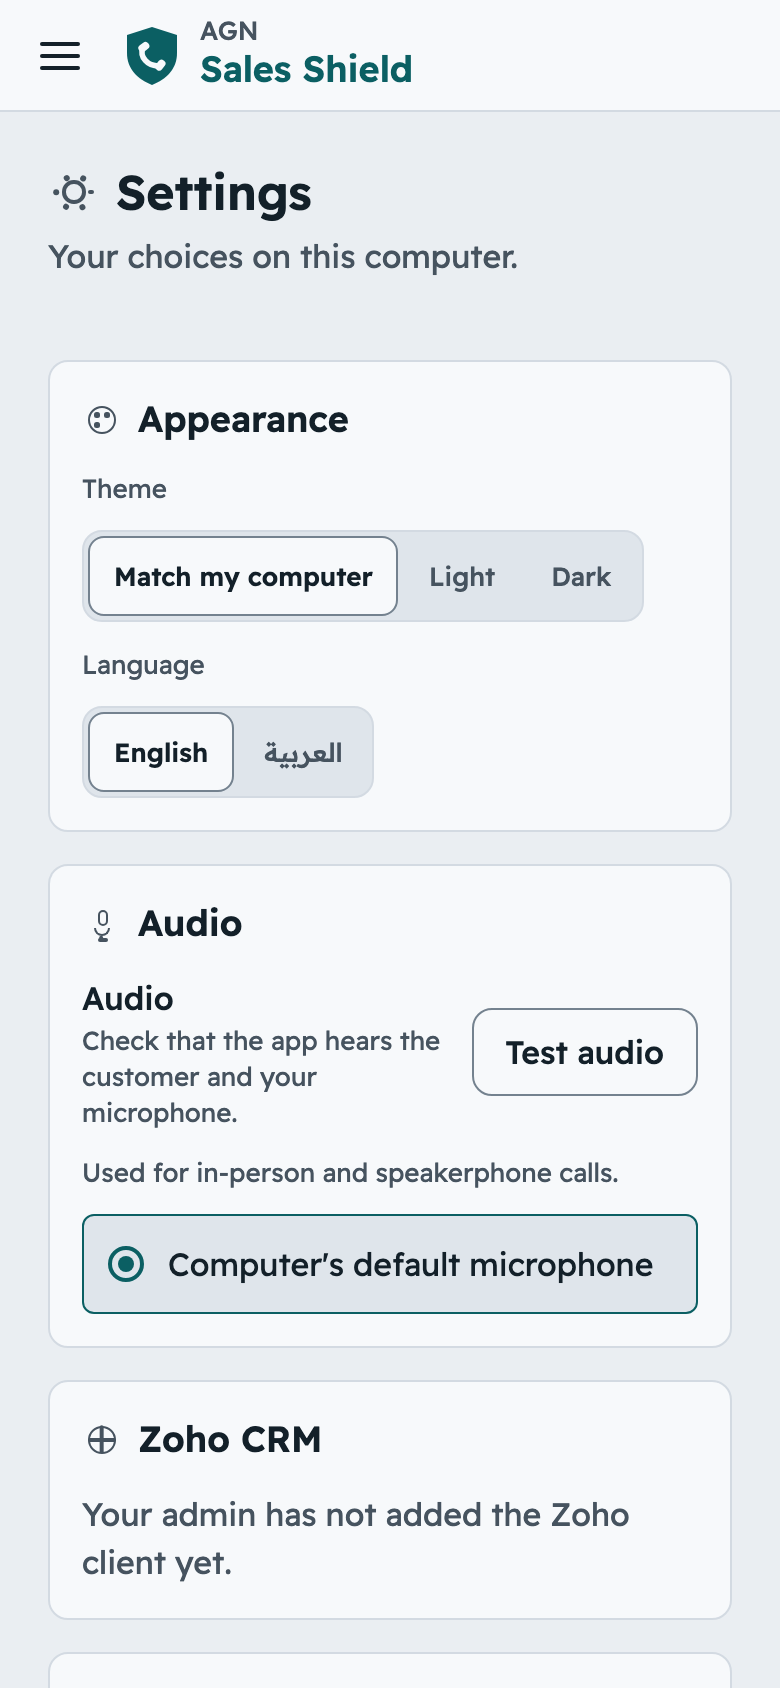 AGN
Sales Shield
Settings
Your choices on this computer.
Appearance
Theme
Match my computer
Light
Dark
Language
English
العربية
Audio
Audio
Check that the app hears the
customer and your
microphone.
Test audio
Used for in-person and speakerphone calls.
Computer's default microphone
Zoho CRM
Your admin has not added the Zoho
client yet.